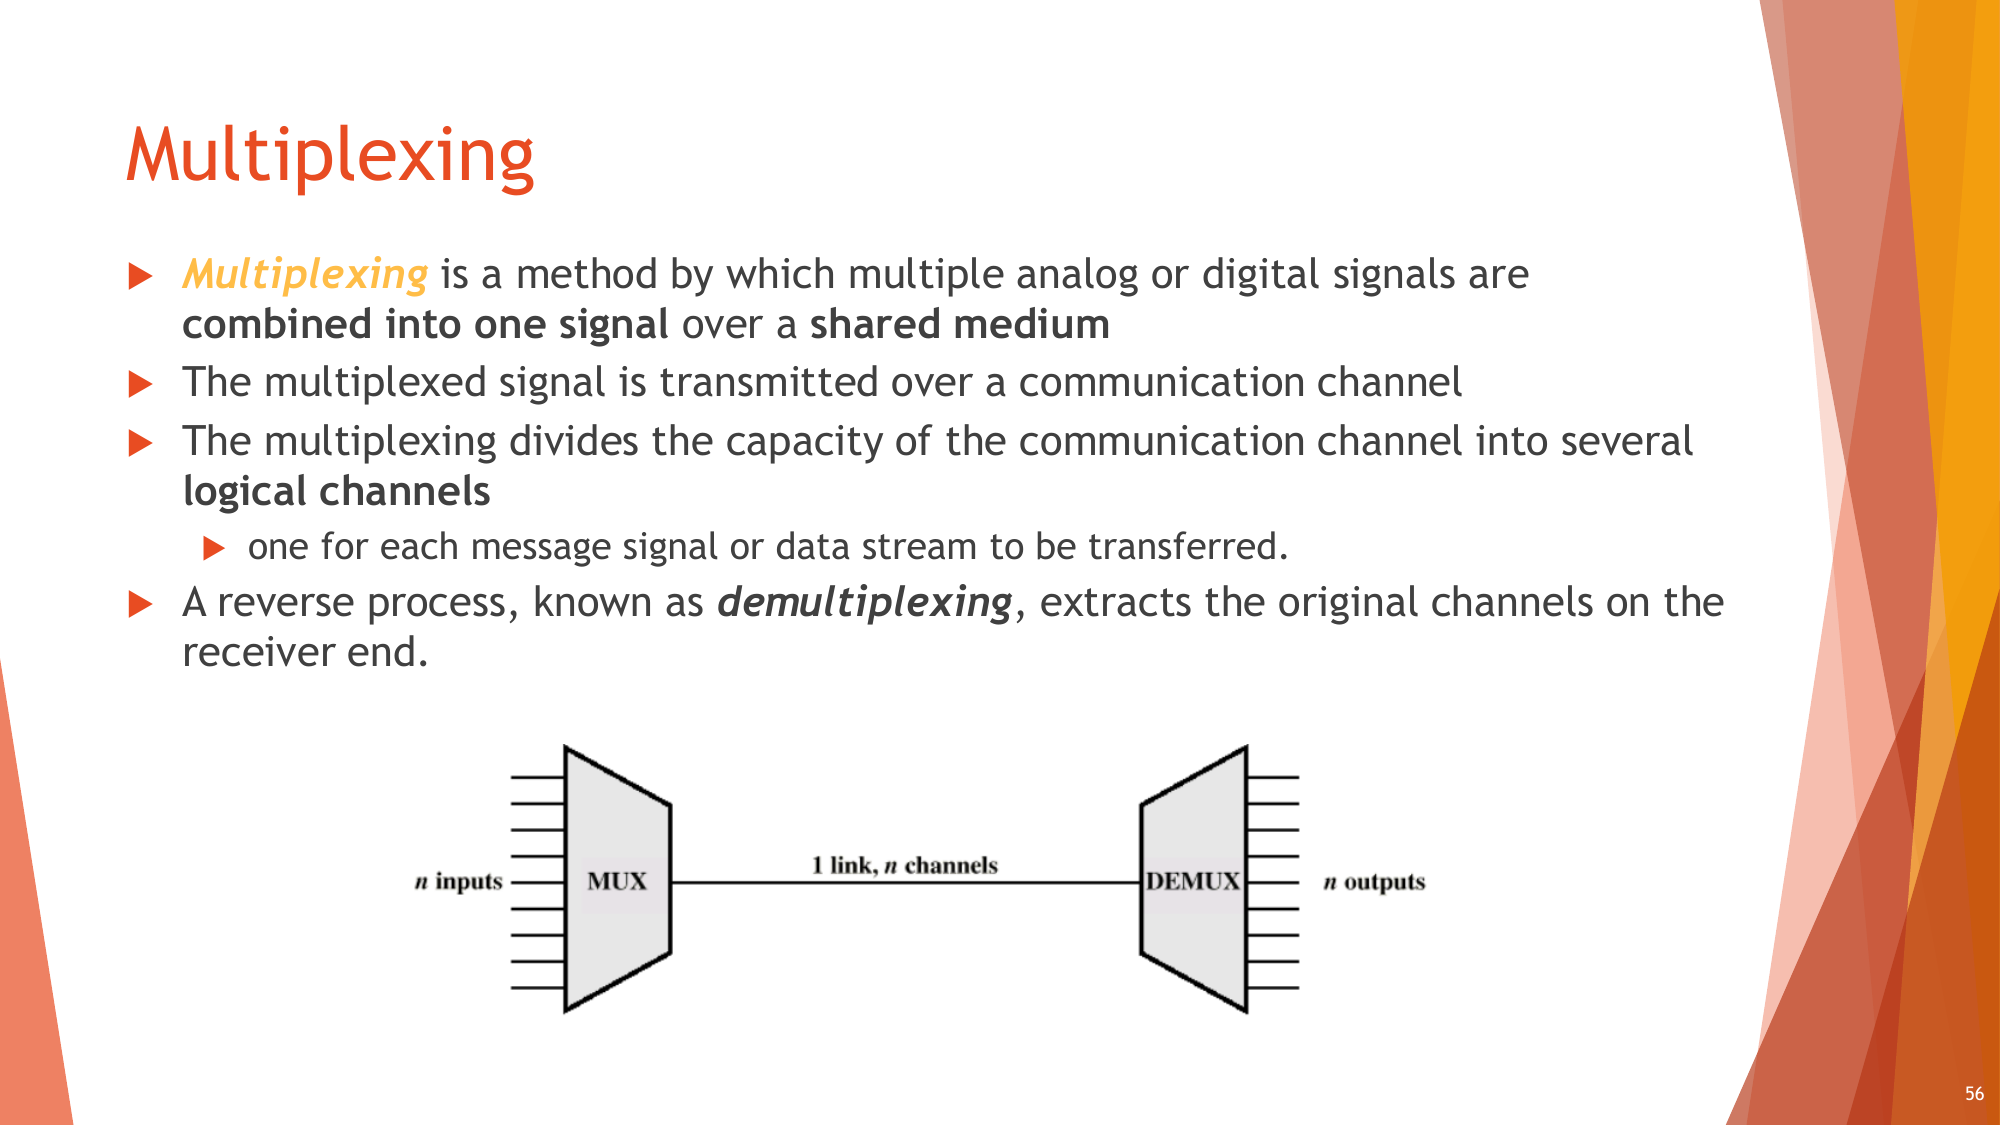 Multiplexing
Multiplexing is a method by which multiple analog or digital signals are
combined into one signal over a shared medium
The multiplexed signal is transmitted over a communication channel
The multiplexing divides the capacity of the communication channel into several
logical channels
one for each message signal or data stream to be transferred.
A reverse process, known as demultiplexing, extracts the original channels on the
receiver end.
n inputs
MUX
1 link, n channels
DEMUX
n outputs
56